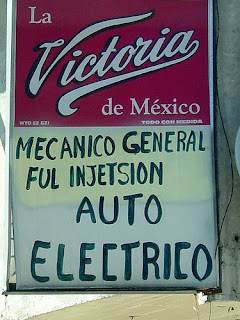 La
Victoria
de México
TODO CON MEDIDA
MECANICO GENERAL
FUL INJETSION
AUTO
ELECTRICO